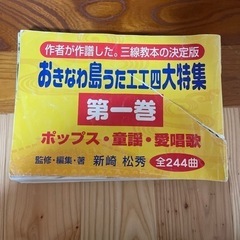 作者が作譜した。三線教本の決定版
おきなわ島うた工工四大特集
第一巻
ポップス・童謡・愛唱歌
監修・編集・著 新崎 松秀 全244曲